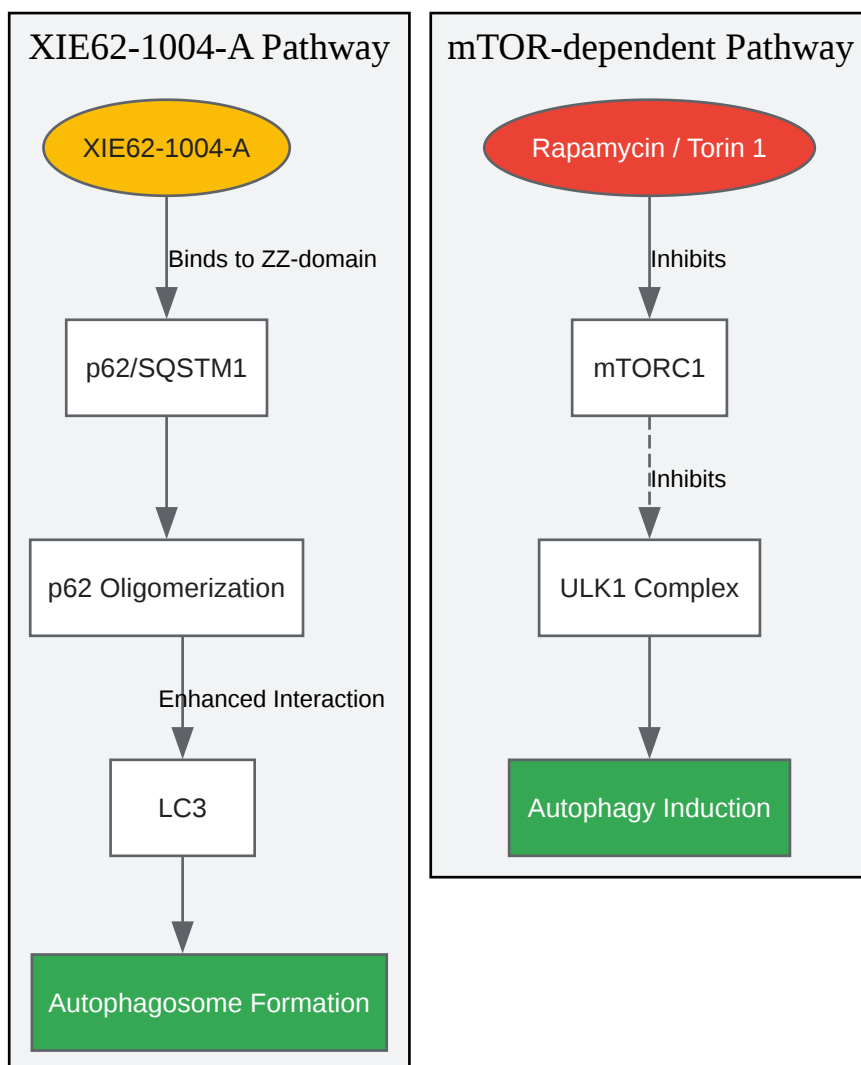 XIE62-1004-A Pathway
XIE62-1004-A
Binds to ZZ-domain
p62/SQSTM1
p62 Oligomerization
Enhanced Interaction
LC3
Autophagosome Formation
mTOR-dependent Pathway
Rapamycin / Torin 1
Inhibits
mTORC1
Inhibits
ULK1 Complex
Autophagy Induction